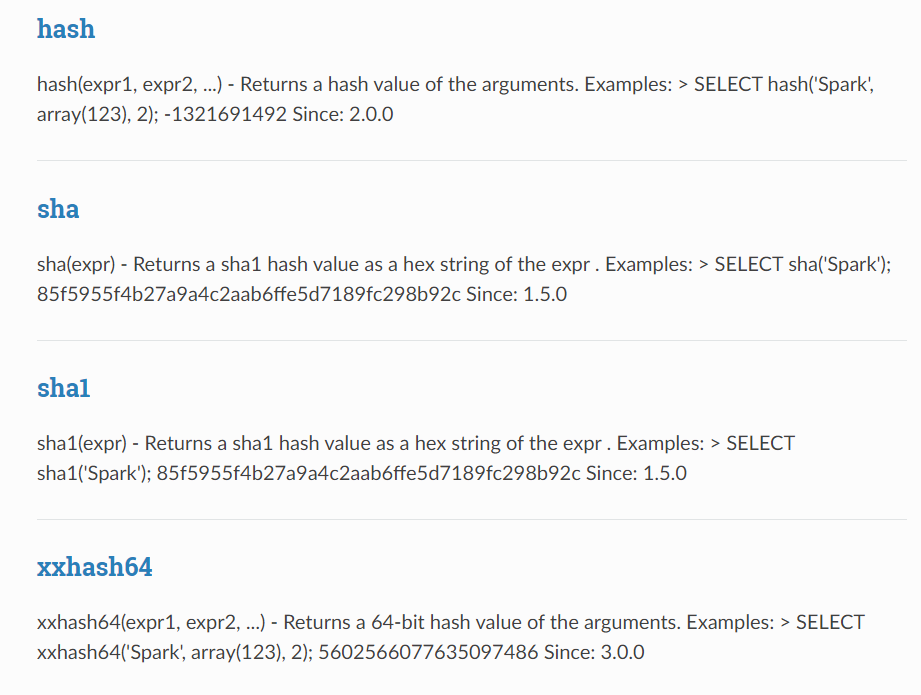 hash
hash(expr1, expr2, ...) - Returns a hash value of the arguments. Examples: > SELECT hash('Spark',
array(123), 2); -1321691492 Since: 2.0.0
sha
sha(expr) - Returns a sha1 hash value as a hex string of the expr . Examples: > SELECT sha('Spark');
85f5955f4b27a9a4c2aab6ffe5d7189fc298b92c Since: 1.5.0
sha1
sha1(expr) - Returns a sha1 hash value as a hex string of the expr . Examples: > SELECT
sha1('Spark'); 85f5955f4b27a9a4c2aab6ffe5d7189fc298b92c Since: 1.5.0
xxhash64
xxhash64(expr1, expr2, ...) - Returns a 64-bit hash value of the arguments. Examples: > SELECT
xxhash64('Spark', array(123), 2); 5602566077635097486 Since: 3.0.0